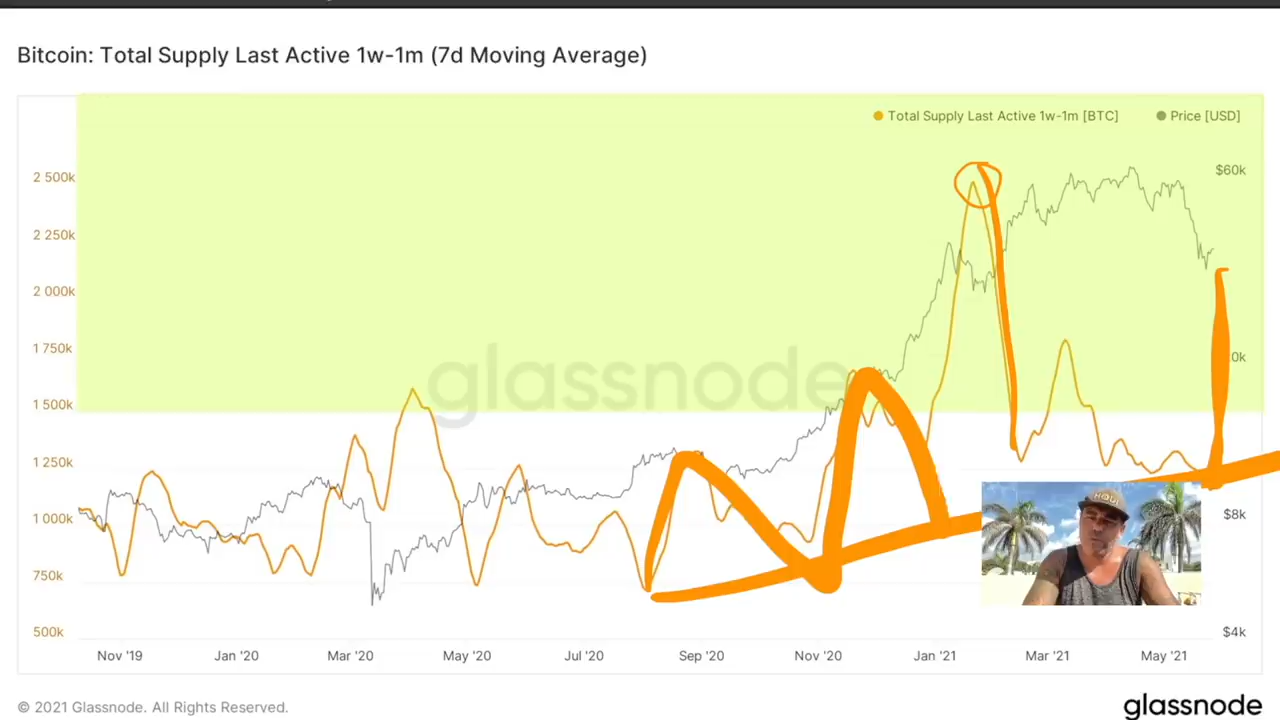 Bitcoin: Total Supply Last Active 1w-1m (7d Moving Average)
Total Supply Last Active 1w-1m [BTC] Price [USD]
2 500k
2 250k
2 000k
1 750k
1 500k
1 250k
1 000k
750k
500k
$60k
0k
$8k
$4k
glassnode
HODL
Nov '19 Jan '20 Mar '20 May '20 Jul '20 Sep '20 Nov '20 Jan '21 Mar '21 May '21
© 2021 Glassnode. All Rights Reserved.
glassnode